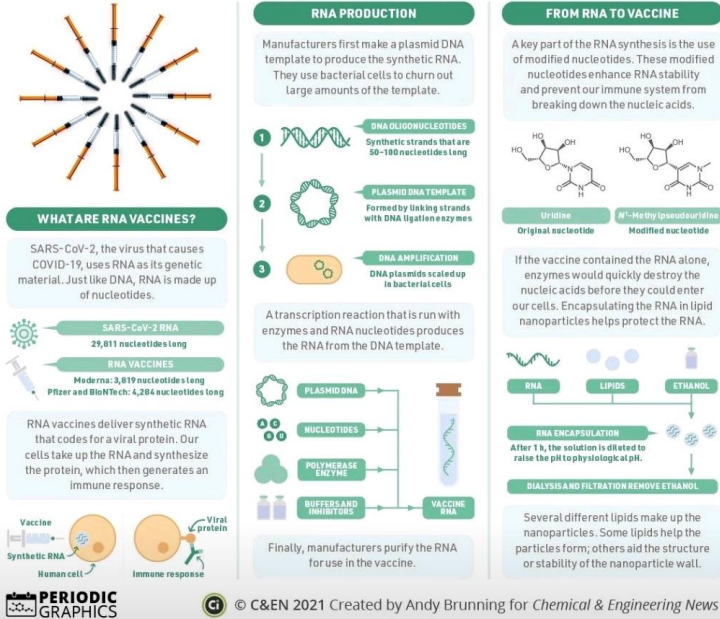 WHAT ARE RNA VACCINES?
SARS-CoV-2, the virus that causes
COVID-19, uses RNA as its genetic
material. Just like DNA, RNA is made up
of nucleotides.
SARS-CoV-2 RNA
29,811 nucleotides long
RNA VACCINES
Moderna: 3,819 nucleotides long
Pfizer and BioNTech: 4,284 nucleotides long
RNA vaccines deliver synthetic RNA
that codes for a viral protein. Our
cells take up the RNA and synthesize
the protein, which then generates an
immune response.
Vaccine
Synthetic RNA
Human cell
Viral
protein
Immune response
RNA PRODUCTION
Manufacturers first make a plasmid DNA
template to produce the synthetic RNA.
They use bacterial cells to churn out
large amounts of the template.
1
DNA OLIGONUCLEOTIDES
Synthetic strands that are
50–100 nucleotides long
2
PLASMID DNA TEMPLATE
Formed by linking strands
with DNA ligation enzymes
3
DNA AMPLIFICATION
DNA plasmids scaled up
in bacterial cells
A transcription reaction that is run with
enzymes and RNA nucleotides produces
the RNA from the DNA template.
PLASMID DNA
A C
G U
NUCLEOTIDES
POLYMERASE
ENZYME
BUFFERS AND
INHIBITORS
VACCINE
RNA
Finally, manufacturers purify the RNA
for use in the vaccine.
FROM RNA TO VACCINE
A key part of the RNA synthesis is the use
of modified nucleotides. These modified
nucleotides enhance RNA stability
and prevent our immune system from
breaking down the nucleic acids.
HO
HO
OH
O
N
O
NH
O
HO
HO
OH
O
N
O
NH
O
Uridine
Original nucleotide
N¹-Methylpseudouridine
Modified nucleotide
If the vaccine contained the RNA alone,
enzymes would quickly destroy the
nucleic acids before they could enter
our cells. Encapsulating the RNA in lipid
nanoparticles helps protect the RNA.
RNA
LIPIDS
ETHANOL
RNA ENCAPSULATION
After 1 h, the solution is diluted to
raise the pH to physiological pH.
DIALYSIS AND FILTRATION REMOVE ETHANOL
Several different lipids make up the
nanoparticles. Some lipids help the
particles form; others aid the structure
or stability of the nanoparticle wall.
PERIODIC
GRAPHICS
Ci © C&EN 2021 Created by Andy Brunning for Chemical & Engineering News